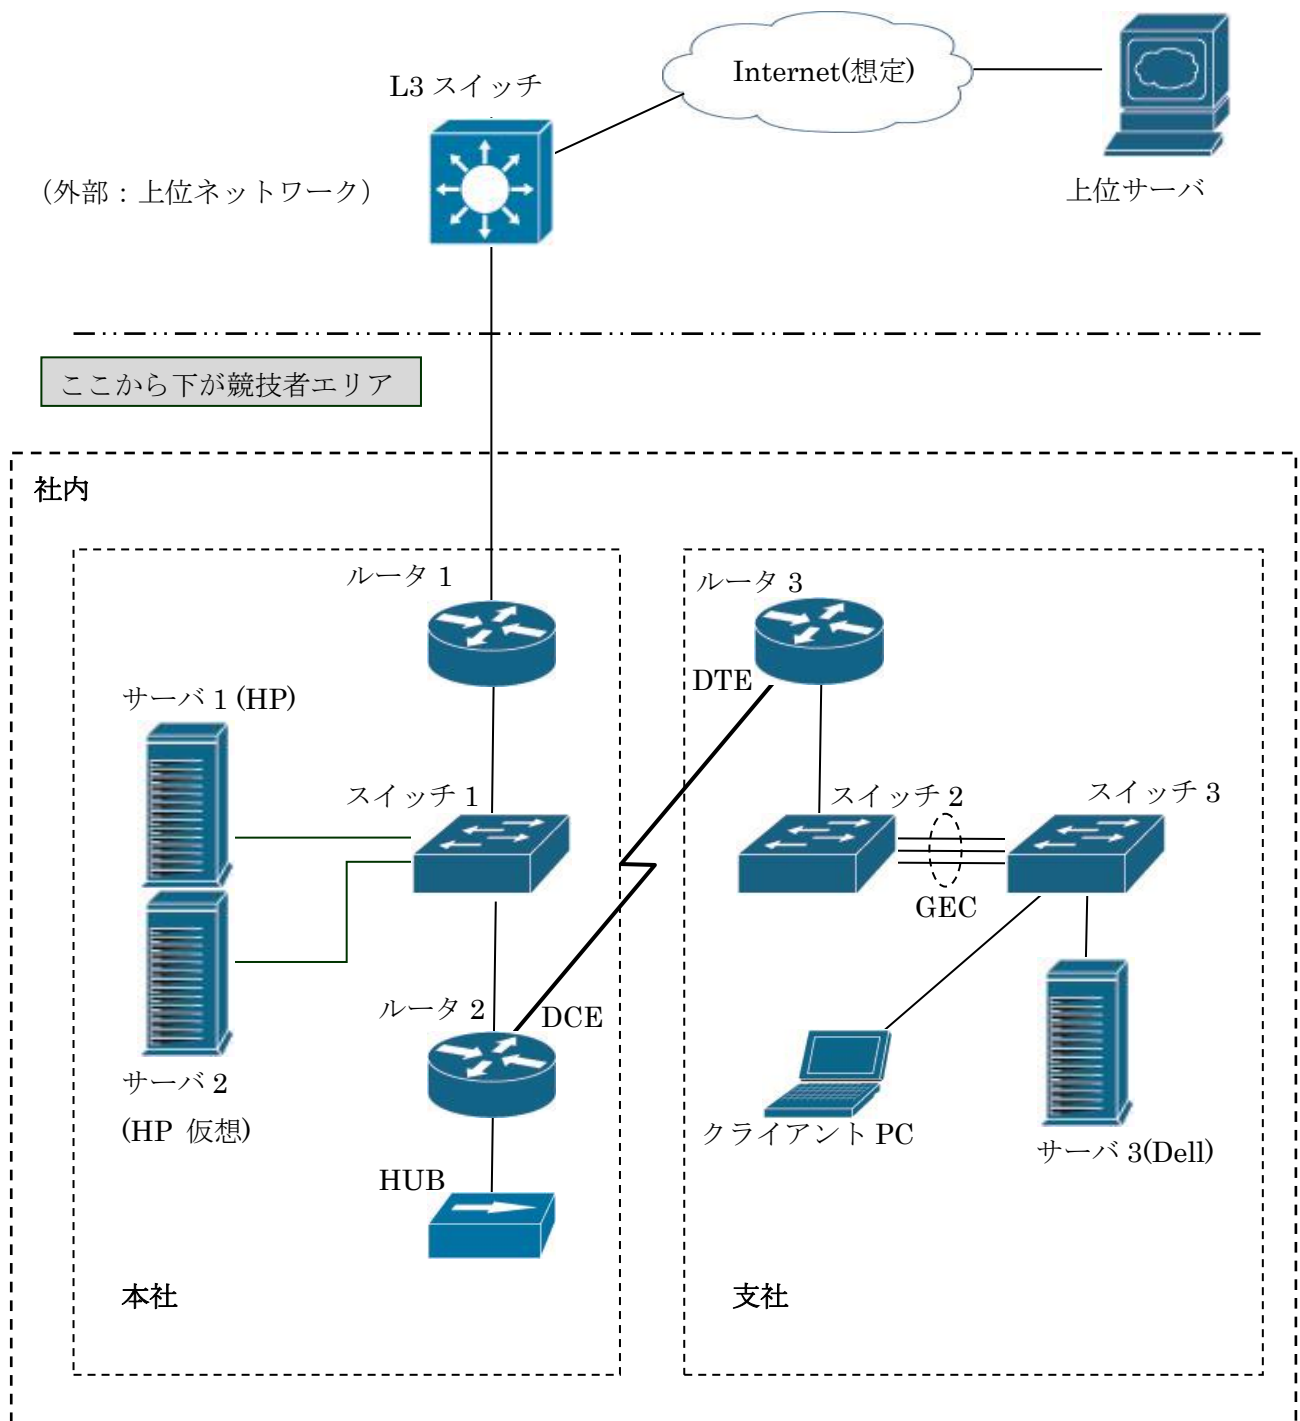 Internet(想定)
L3 スイッチ
(外部：上位ネットワーク)
上位サーバ
ここから下が競技者エリア
社内
ルータ 1
ルータ 3
DTE
サーバ 1 (HP)
スイッチ 1
スイッチ 2
スイッチ 3
GEC
ルータ 2
DCE
サーバ 2
(HP 仮想)
クライアント PC
サーバ 3(Dell)
HUB
本社
支社